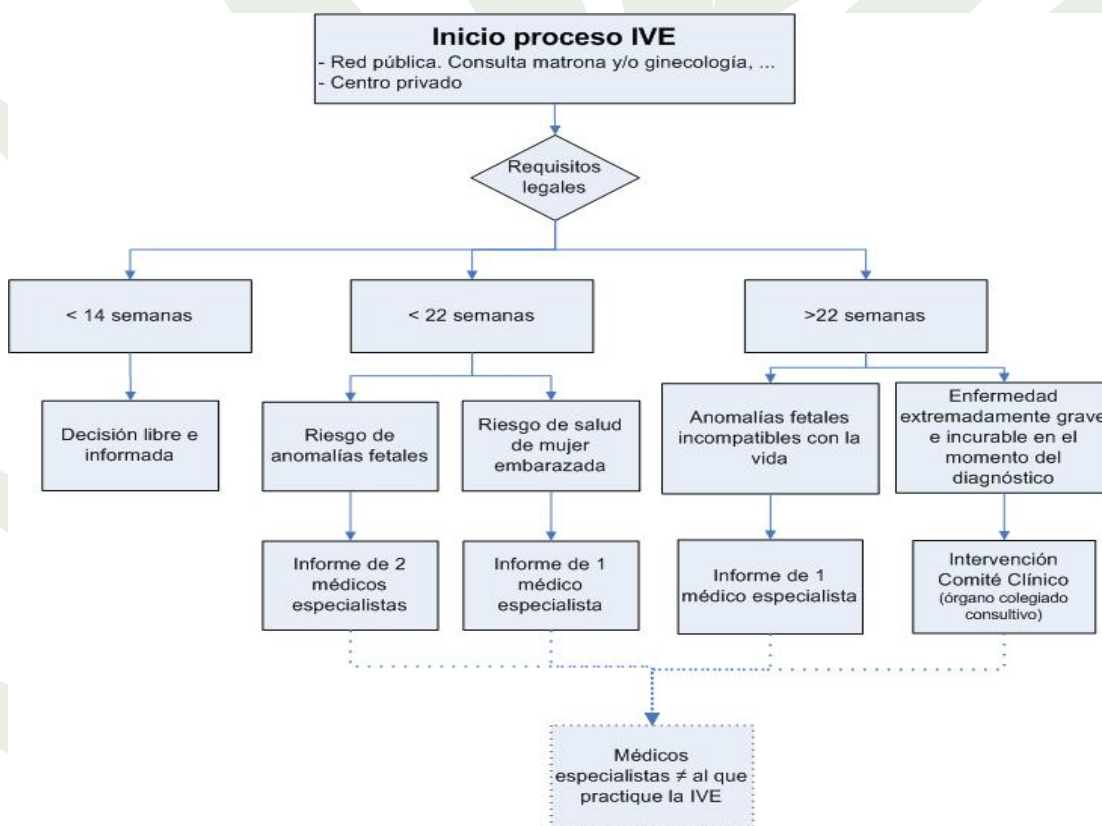 Inicio proceso IVE
- Red pública. Consulta matrona y/o ginecología, ...
- Centro privado
Requisitos
legales
< 14 semanas
< 22 semanas
>22 semanas
Decisión libre e
informada
Riesgo de
anomalías fetales
Riesgo de salud
de mujer
embarazada
Anomalías fetales
incompatibles con la
vida
Enfermedad
extremadamente grave
e incurable en el
momento del
diagnóstico
Informe de 2
médicos
especialistas
Informe de 1
médico
especialista
Informe de 1
médico especialista
Intervención
Comité Clínico
(órgano colegiado
consultivo)
Médicos
especialistas ≠ al que
practique la IVE